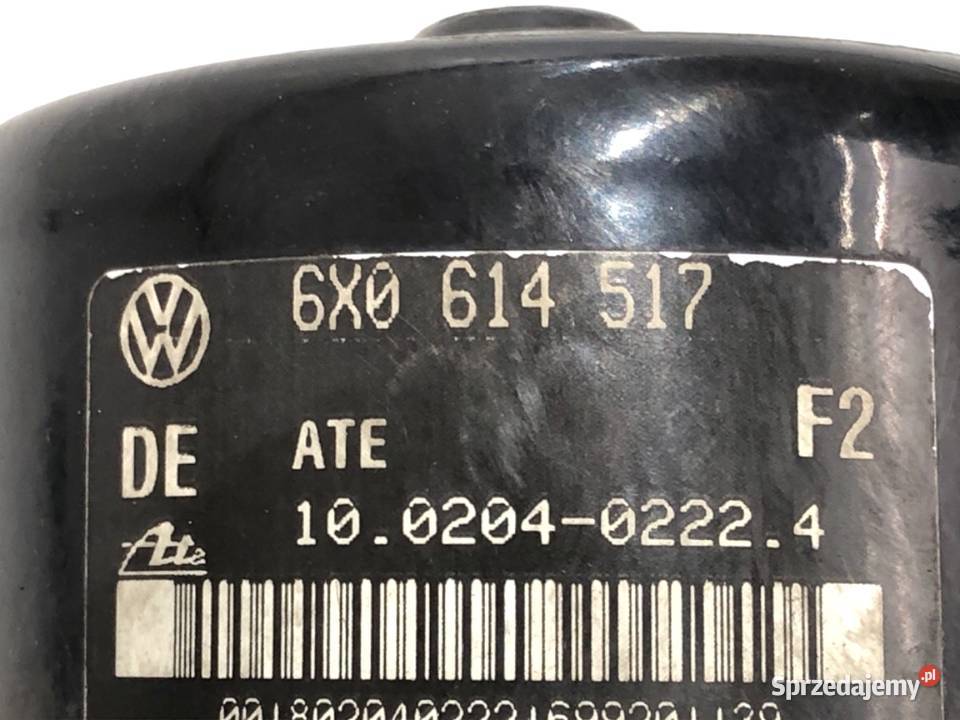 6X0 614 517
DE ATE F2
Ate 10.0204-0222.4
Sprzedajemy.pl